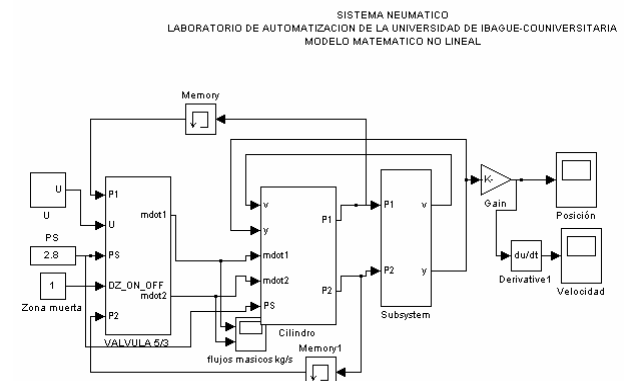 SISTEMA NEUMATICO
LABORATORIO DE AUTOMATIZACION DE LA UNIVERSIDAD DE IBAGUE-COUNIVERSITARIA
MODELO MATEMATICO NO LINEAL
Memory
U
U
PS
2.8
1
Zona muerta
P1
U
PS
DZ_ON_OFF
P2
mdot1
mdot2
VALVULA 5/3
v
y
mdot1
mdot2
PS
P1
P2
Cilindro
flujos masicos kg/s
Memory1
P1
P2
v
y
Subsystem
K-
Gain
Posición
du/dt
Derivative1
Velocidad